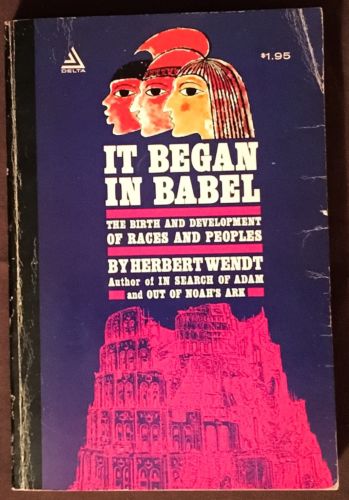 DELTA
$1.95
IT BEGAN
IN BABEL
THE BIRTH AND DEVELOPMENT
OF RACES AND PEOPLES
BY HERBERT WENDT
Author of IN SEARCH OF ADAM
and OUT OF NOAH'S ARK